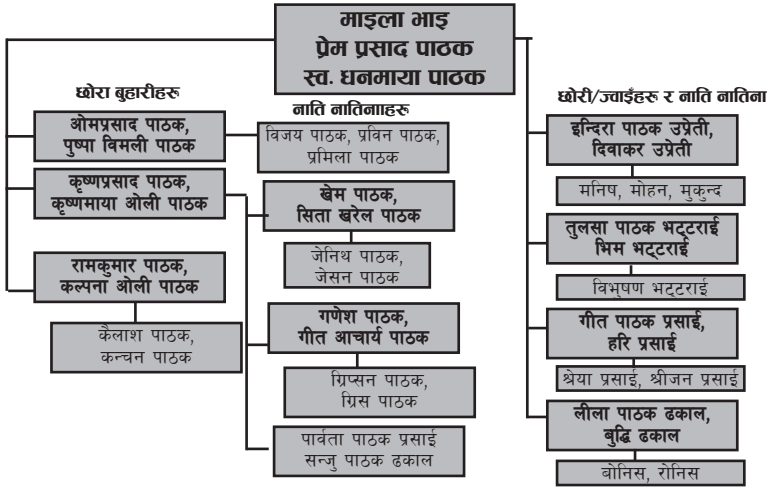 माइला भाइ
प्रेम प्रसाद पाठक
स्व. धनमाया पाठक
छोरा बुहारीहरू
ओमप्रसाद पाठक,
पुष्पा विमली पाठक
कृष्णप्रसाद पाठक,
कृष्णमाया ओली पाठक
रामकुमार पाठक,
कल्पना ओली पाठक
कैलाश पाठक,
कन्चन पाठक
नाति नातिनाहरू
विजय पाठक, प्रविन पाठक,
प्रमिला पाठक
खेम पाठक,
सिता खरेल पाठक
जेनिथ पाठक,
जेसन पाठक
गणेश पाठक,
गीत आचार्य पाठक
ग्रिप्सन पाठक,
ग्रिस पाठक
पार्वता पाठक प्रसाई
सन्जु पाठक ढकाल
छोरी/ज्वाइँहरू र नाति नातिना
इन्दिरा पाठक उप्रेती,
दिवाकर उप्रेती
मनिष, मोहन, मुकुन्द
तुलसा पाठक भट्टराई
भिम भट्टराई
विभुषण भट्टराई
गीत पाठक प्रसाई,
हरि प्रसाई
श्रेया प्रसाई, श्रीजन प्रसाई
लीला पाठक ढकाल,
बुद्धि ढकाल
बोनिस, रोनिस